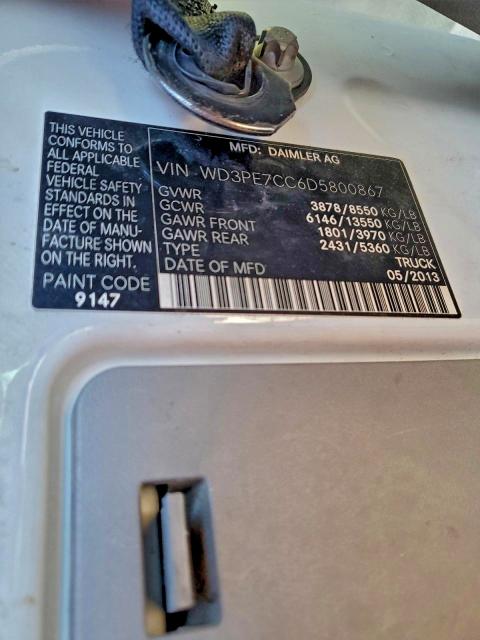 THIS VEHICLE
CONFORMS TO
ALL APPLICABLE
FEDERAL
VEHICLE SAFETY
STANDARDS IN
EFFECT ON THE
DATE OF MANU-
FACTURE SHOWN
ON THE RIGHT.
PAINT CODE
9147
MFD: DAIMLER AG
VIN WD3PE7CC6D5800867
GVWR 3878/8550 KG/LB
GCWR 6146/13550 KG/LB
GAWR FRONT 1801/3970 KG/LB
GAWR REAR 2431/5360 KG/LB
TYPE TRUCK
DATE OF MFD 05/2013